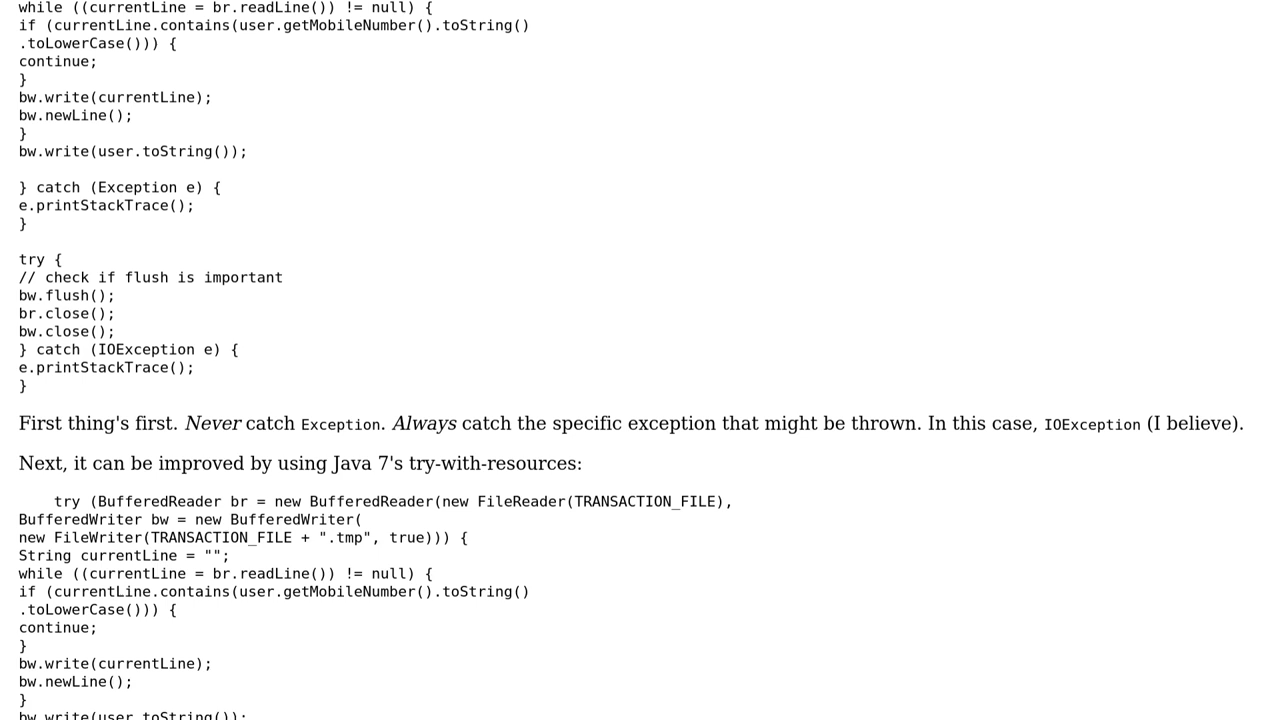 while ((currentLine = br.readLine()) != null) {
if (currentLine.contains(user.getMobileNumber().toString()
.toLowerCase())) {
continue;
}
bw.write(currentLine);
bw.newLine();
}
bw.write(user.toString());

} catch (Exception e) {
e.printStackTrace();
}

try {
// check if flush is important
bw.flush();
br.close();
bw.close();
} catch (IOException e) {
e.printStackTrace();
}
First thing's first. Never catch Exception. Always catch the specific exception that might be thrown. In this case, IOException (I believe).
Next, it can be improved by using Java 7's try-with-resources:
try (BufferedReader br = new BufferedReader(new FileReader(TRANSACTION_FILE),
BufferedWriter bw = new BufferedWriter(
new FileWriter(TRANSACTION_FILE + ".tmp", true))) {
String currentLine = "";
while ((currentLine = br.readLine()) != null) {
if (currentLine.contains(user.getMobileNumber().toString()
.toLowerCase())) {
continue;
}
bw.write(currentLine);
bw.newLine();
}
bw.write(user.toString());